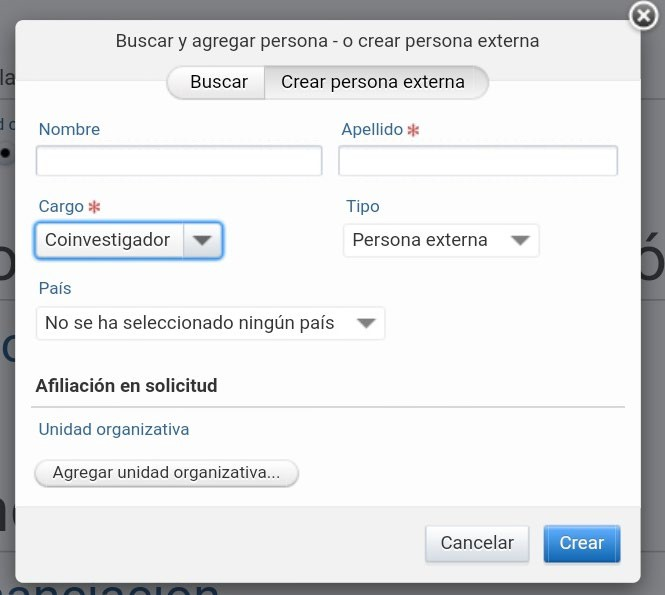 Buscar y agregar persona - o crear persona externa
Buscar Crear persona externa
Nombre Apellido *
Cargo * Tipo
Coinvestigador Persona externa
País
No se ha seleccionado ningún país
Afiliación en solicitud
Unidad organizativa
Agregar unidad organizativa...
Cancelar Crear